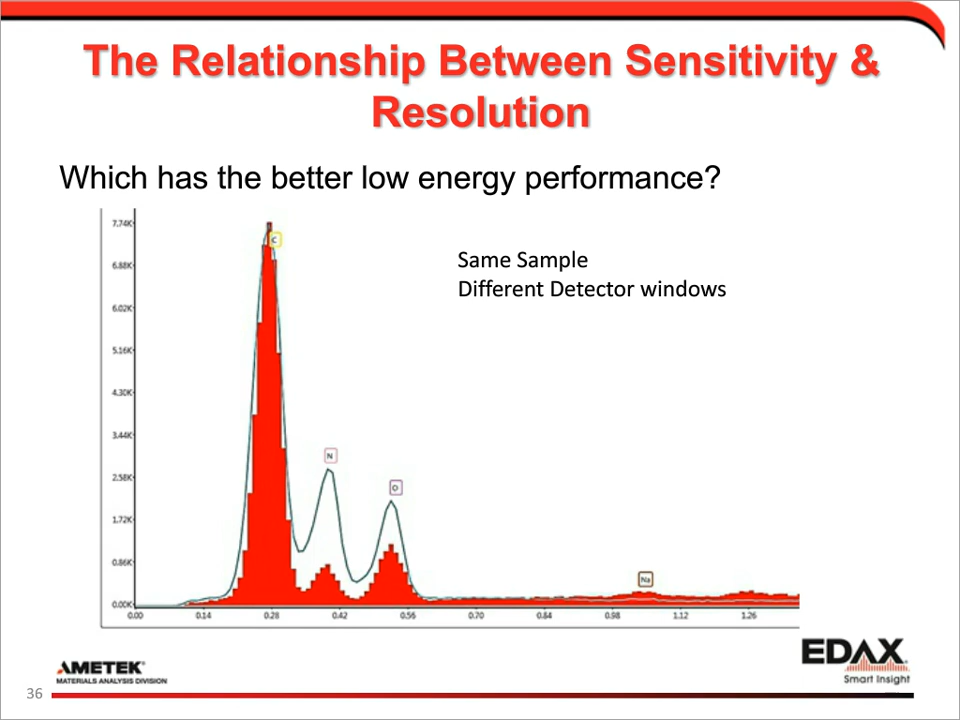 The Relationship Between Sensitivity &
Resolution
Which has the better low energy performance?
Same Sample
Different Detector windows
7.74K
6.88K
6.02K
5.16K
4.30K
3.44K
2.58K
1.72K
0.86K
0.00K
C
N
O
Na
0.00
0.14
0.28
0.42
0.56
0.70
0.84
0.98
1.12
1.26
AMETEK®
MATERIALS ANALYSIS DIVISION
EDAX
Smart Insight
36